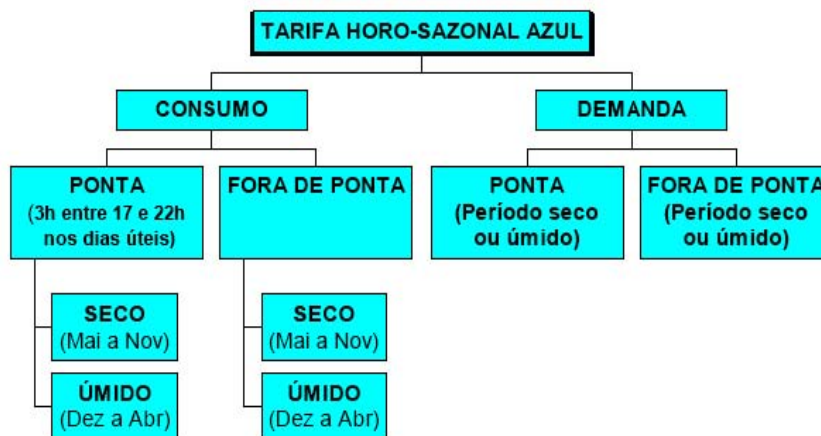 TARIFA HORO-SAZONAL AZUL
CONSUMO
DEMANDA
PONTA
(3h entre 17 e 22h
nos dias úteis)
FORA DE PONTA
PONTA
(Período seco
ou úmido)
FORA DE PONTA
(Período seco
ou úmido)
SECO
(Mai a Nov)
ÚMIDO
(Dez a Abr)
SECO
(Mai a Nov)
ÚMIDO
(Dez a Abr)